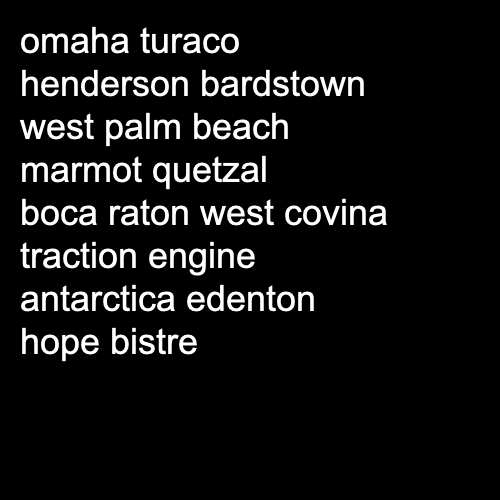 omaha turaco
henderson bardstown
west palm beach
marmot quetzal
boca raton west covina
traction engine
antarctica edenton
hope bistre